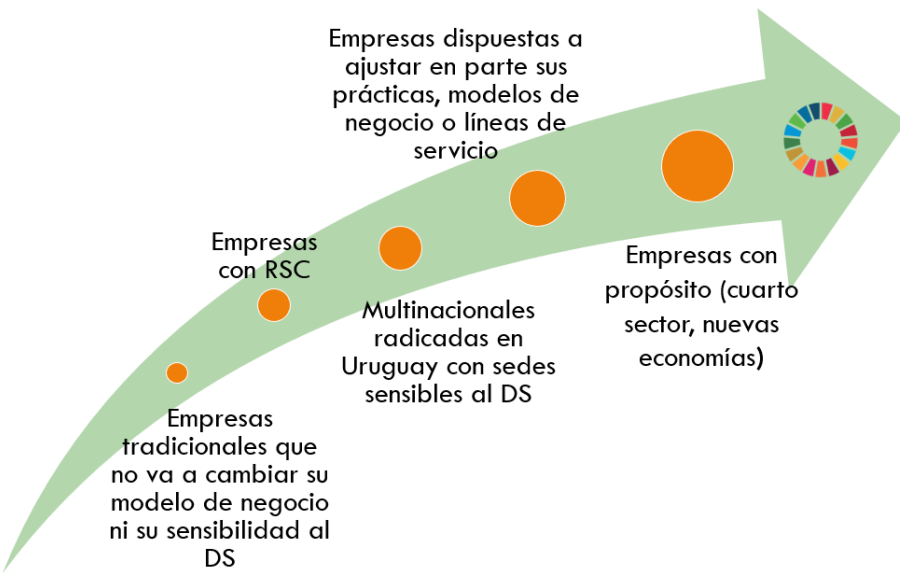 Empresas dispuestas a
ajustar en parte sus
prácticas, modelos de
negocio o líneas de
servicio
Empresas
con RSC
Empresas con
propósito (cuarto
sector, nuevas
economías)
Multinacionales
radicadas en
Uruguay con sedes
sensibles al DS
Empresas
tradicionales que
no va a cambiar su
modelo de negocio
ni su sensibilidad al
DS